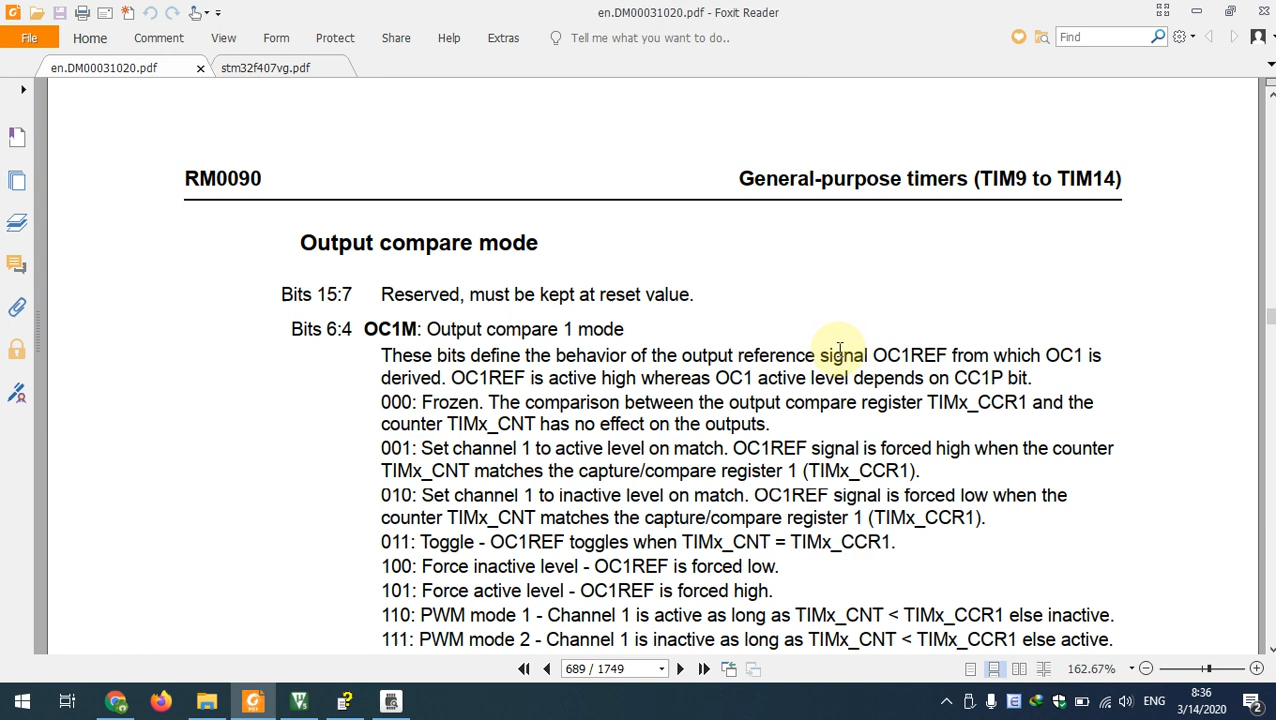 en.DM00031020.pdf - Foxit Reader
File Home Comment View Form Protect Share Help Extras Tell me what you want to do.. Find
en.DM00031020.pdf stm32f407vg.pdf
RM0090 General-purpose timers (TIM9 to TIM14)
Output compare mode
Bits 15:7 Reserved, must be kept at reset value.
Bits 6:4 OC1M: Output compare 1 mode
These bits define the behavior of the output reference signal OC1REF from which OC1 is
derived. OC1REF is active high whereas OC1 active level depends on CC1P bit.
000: Frozen. The comparison between the output compare register TIMx_CCR1 and the
counter TIMx_CNT has no effect on the outputs.
001: Set channel 1 to active level on match. OC1REF signal is forced high when the counter
TIMx_CNT matches the capture/compare register 1 (TIMx_CCR1).
010: Set channel 1 to inactive level on match. OC1REF signal is forced low when the
counter TIMx_CNT matches the capture/compare register 1 (TIMx_CCR1).
011: Toggle - OC1REF toggles when TIMx_CNT = TIMx_CCR1.
100: Force inactive level - OC1REF is forced low.
101: Force active level - OC1REF is forced high.
110: PWM mode 1 - Channel 1 is active as long as TIMx_CNT < TIMx_CCR1 else inactive.
111: PWM mode 2 - Channel 1 is inactive as long as TIMx_CNT < TIMx_CCR1 else active.
689 / 1749 162.67%
ENG 8:36
3/14/2020 2